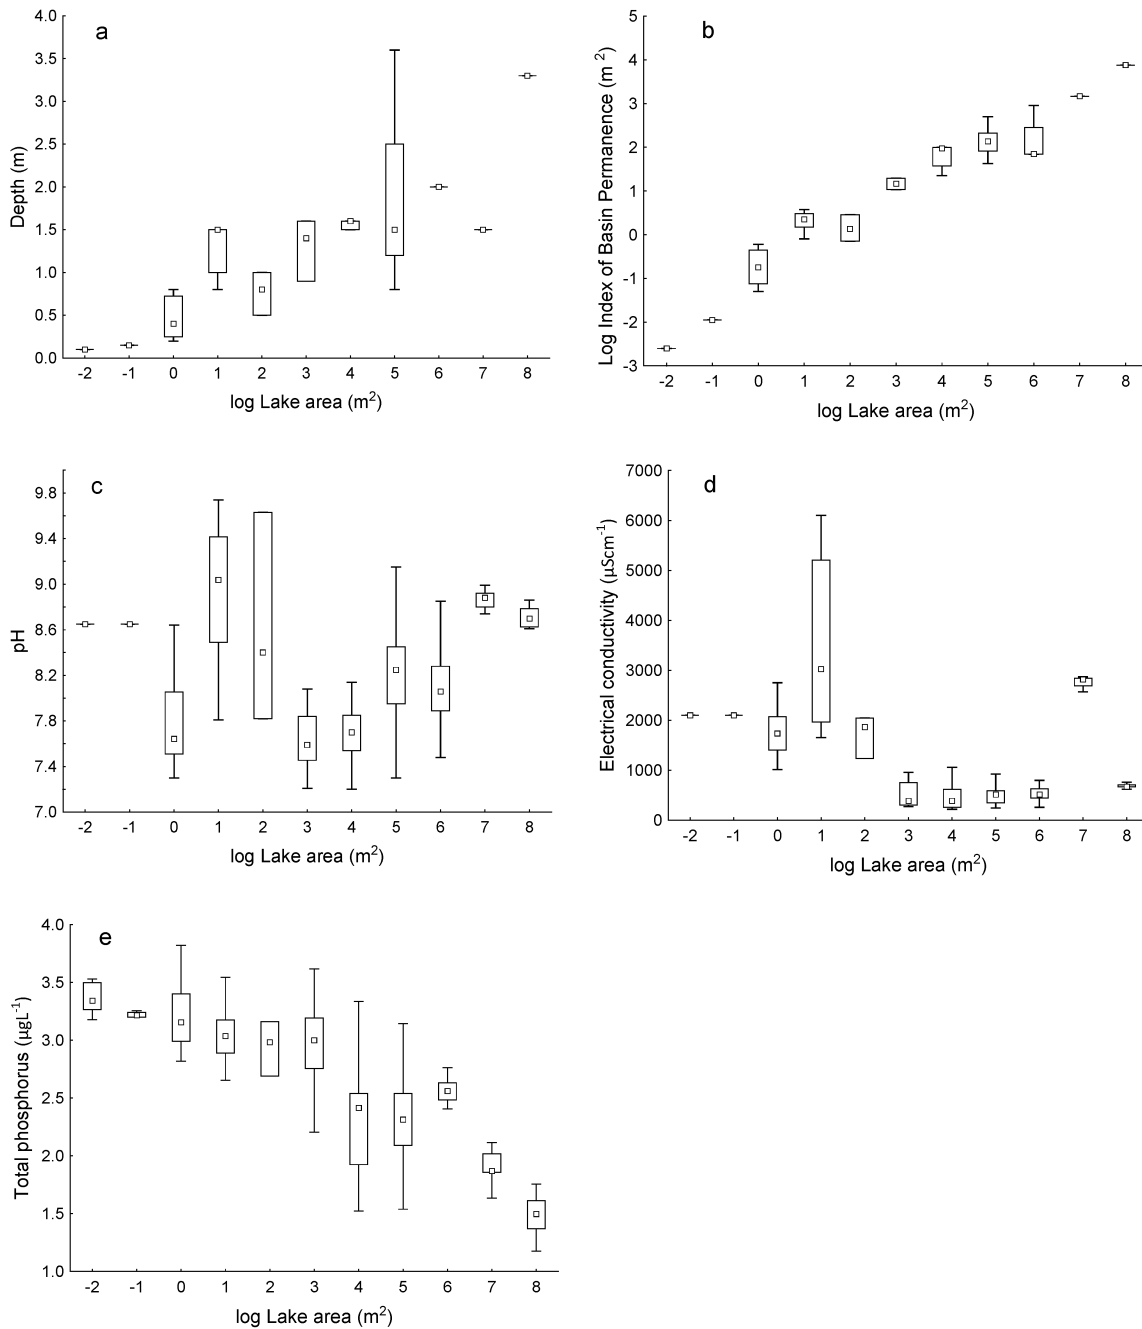 a
4.0
3.5
3.0
2.5
2.0
1.5
1.0
0.5
0.0
Depth (m)
-2 -1 0 1 2 3 4 5 6 7 8
log Lake area (m²)
b
5
4
3
2
1
0
-1
-2
-3
Log Index of Basin Permanence (m ²)
-2 -1 0 1 2 3 4 5 6 7 8
log Lake area (m²)
c
9.8
9.4
9.0
8.6
8.2
7.8
7.4
7.0
pH
-2 -1 0 1 2 3 4 5 6 7 8
log Lake area (m²)
d
7000
6000
5000
4000
3000
2000
1000
0
Electrical conductivity (µScm⁻¹)
-2 -1 0 1 2 3 4 5 6 7 8
log Lake area (m²)
e
4.0
3.5
3.0
2.5
2.0
1.5
1.0
Total phosphorus (µgL⁻¹)
-2 -1 0 1 2 3 4 5 6 7 8
log Lake area (m²)